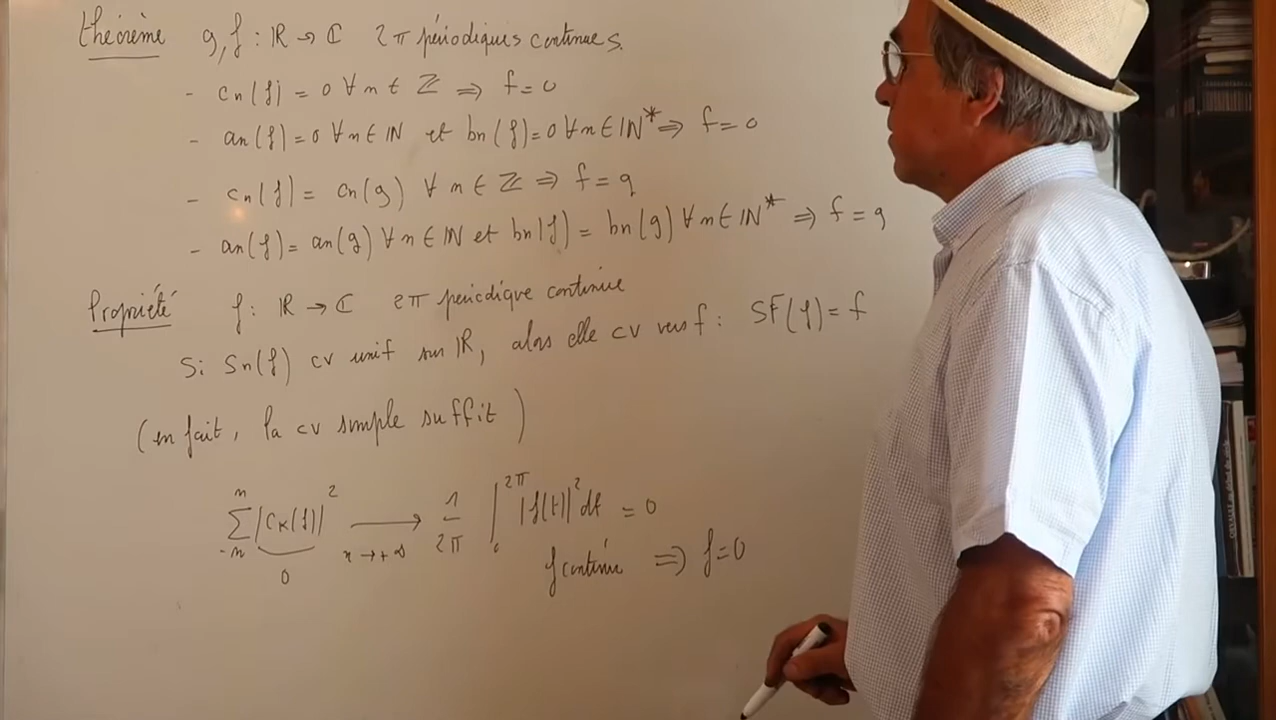 théorème g, f : ℝ → ℂ 2π périodiques continues.
- cn(f) = 0 ∀ n ∈ ℤ ⇒ f = 0
- an(f) = 0 ∀ n ∈ ℕ et bn(f) = 0 ∀ n ∈ ℕ* ⇒ f = 0
- cn(f) = cn(g) ∀ n ∈ ℤ ⇒ f = g
- an(f) = an(g) ∀ n ∈ ℕ et bn(f) = bn(g) ∀ n ∈ ℕ* ⇒ f = g
Propriété f : ℝ → ℂ 2π périodique continue
Si Sn(f) cv unif sur ℝ, alors elle cv vers f : SF(f) = f
(en fait, la cv simple suffit)
∑_{-n}^{n} |cK(f)|² ⟶ 1/2π ∫_0^{2π} |f(t)|² dt = 0
0 n → +∞ f continue ⇒ f = 0